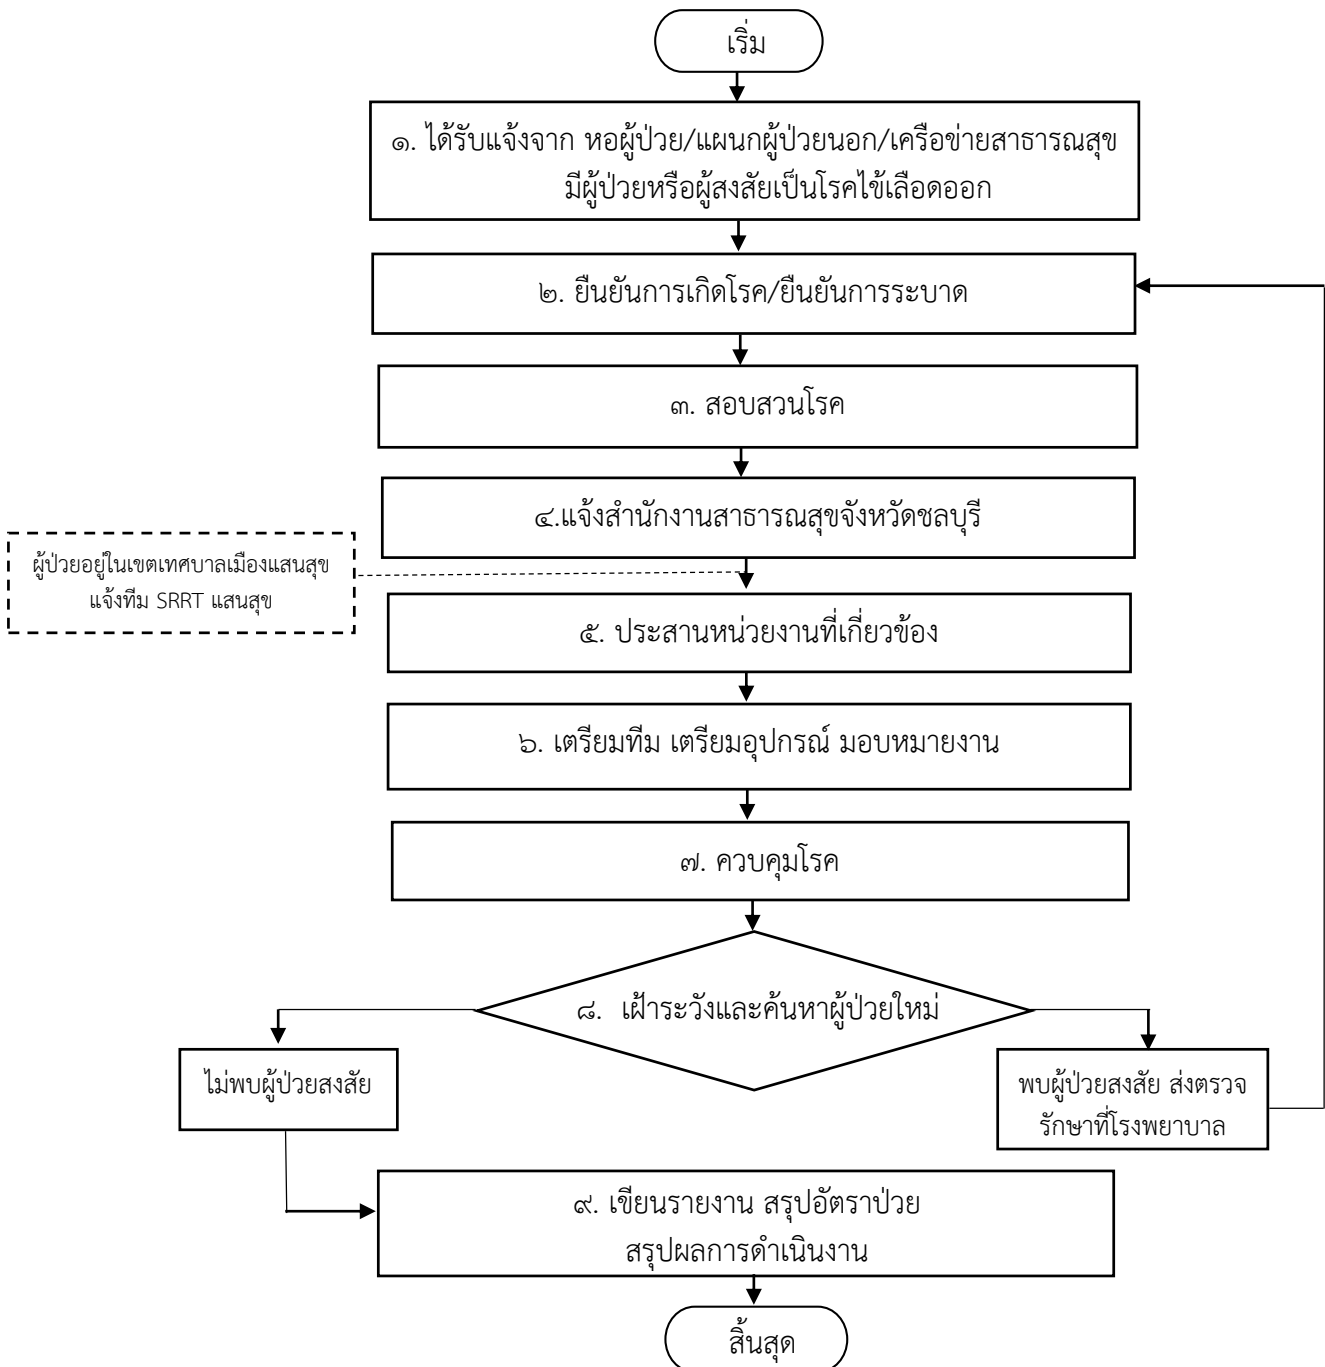 เริ่ม
๑. ได้รับแจ้งจาก หอผู้ป่วย/แผนกผู้ป่วยนอก/เครือข่ายสาธารณสุข
มีผู้ป่วยหรือผู้สงสัยเป็นโรคไข้เลือดออก
๒. ยืนยันการเกิดโรค/ยืนยันการระบาด
๓. สอบสวนโรค
๔.แจ้งสำนักงานสาธารณสุขจังหวัดชลบุรี
ผู้ป่วยอยู่ในเขตเทศบาลเมืองแสนสุข
แจ้งทีม SRRT แสนสุข
๕. ประสานหน่วยงานที่เกี่ยวข้อง
๖. เตรียมทีม เตรียมอุปกรณ์ มอบหมายงาน
๗. ควบคุมโรค
๘. เฝ้าระวังและค้นหาผู้ป่วยใหม่
ไม่พบผู้ป่วยสงสัย
พบผู้ป่วยสงสัย ส่งตรวจ
รักษาที่โรงพยาบาล
๙. เขียนรายงาน สรุปอัตราป่วย
สรุปผลการดำเนินงาน
สิ้นสุด